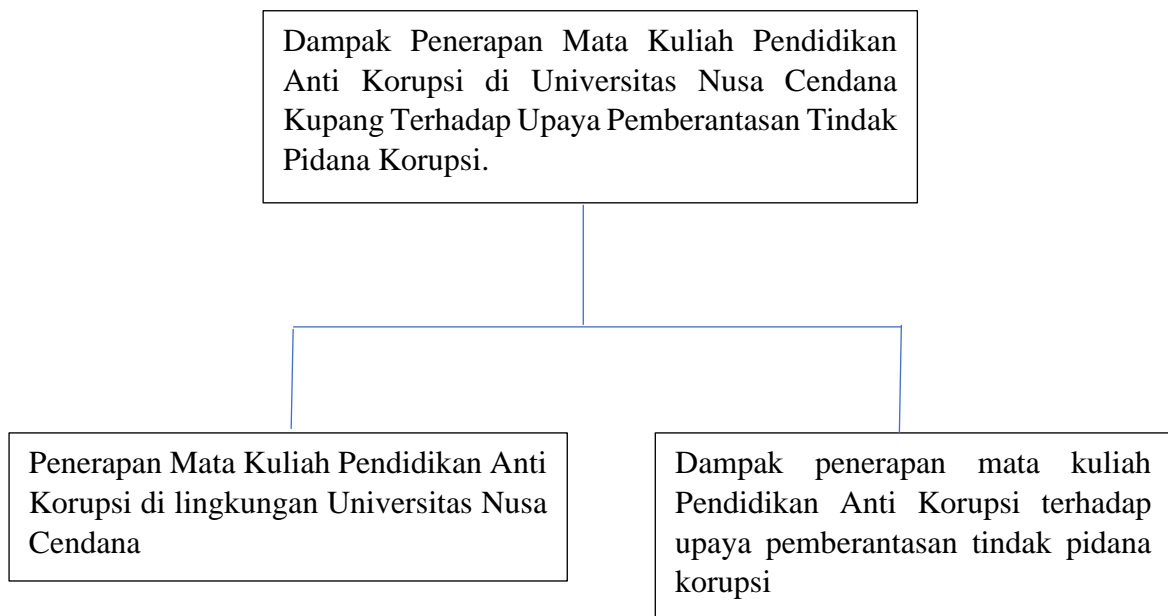 Dampak Penerapan Mata Kuliah Pendidikan
Anti Korupsi di Universitas Nusa Cendana
Kupang Terhadap Upaya Pemberantasan Tindak
Pidana Korupsi.
Penerapan Mata Kuliah Pendidikan Anti
Korupsi di lingkungan Universitas Nusa
Cendana
Dampak penerapan mata kuliah
Pendidikan Anti Korupsi terhadap
upaya pemberantasan tindak pidana
korupsi